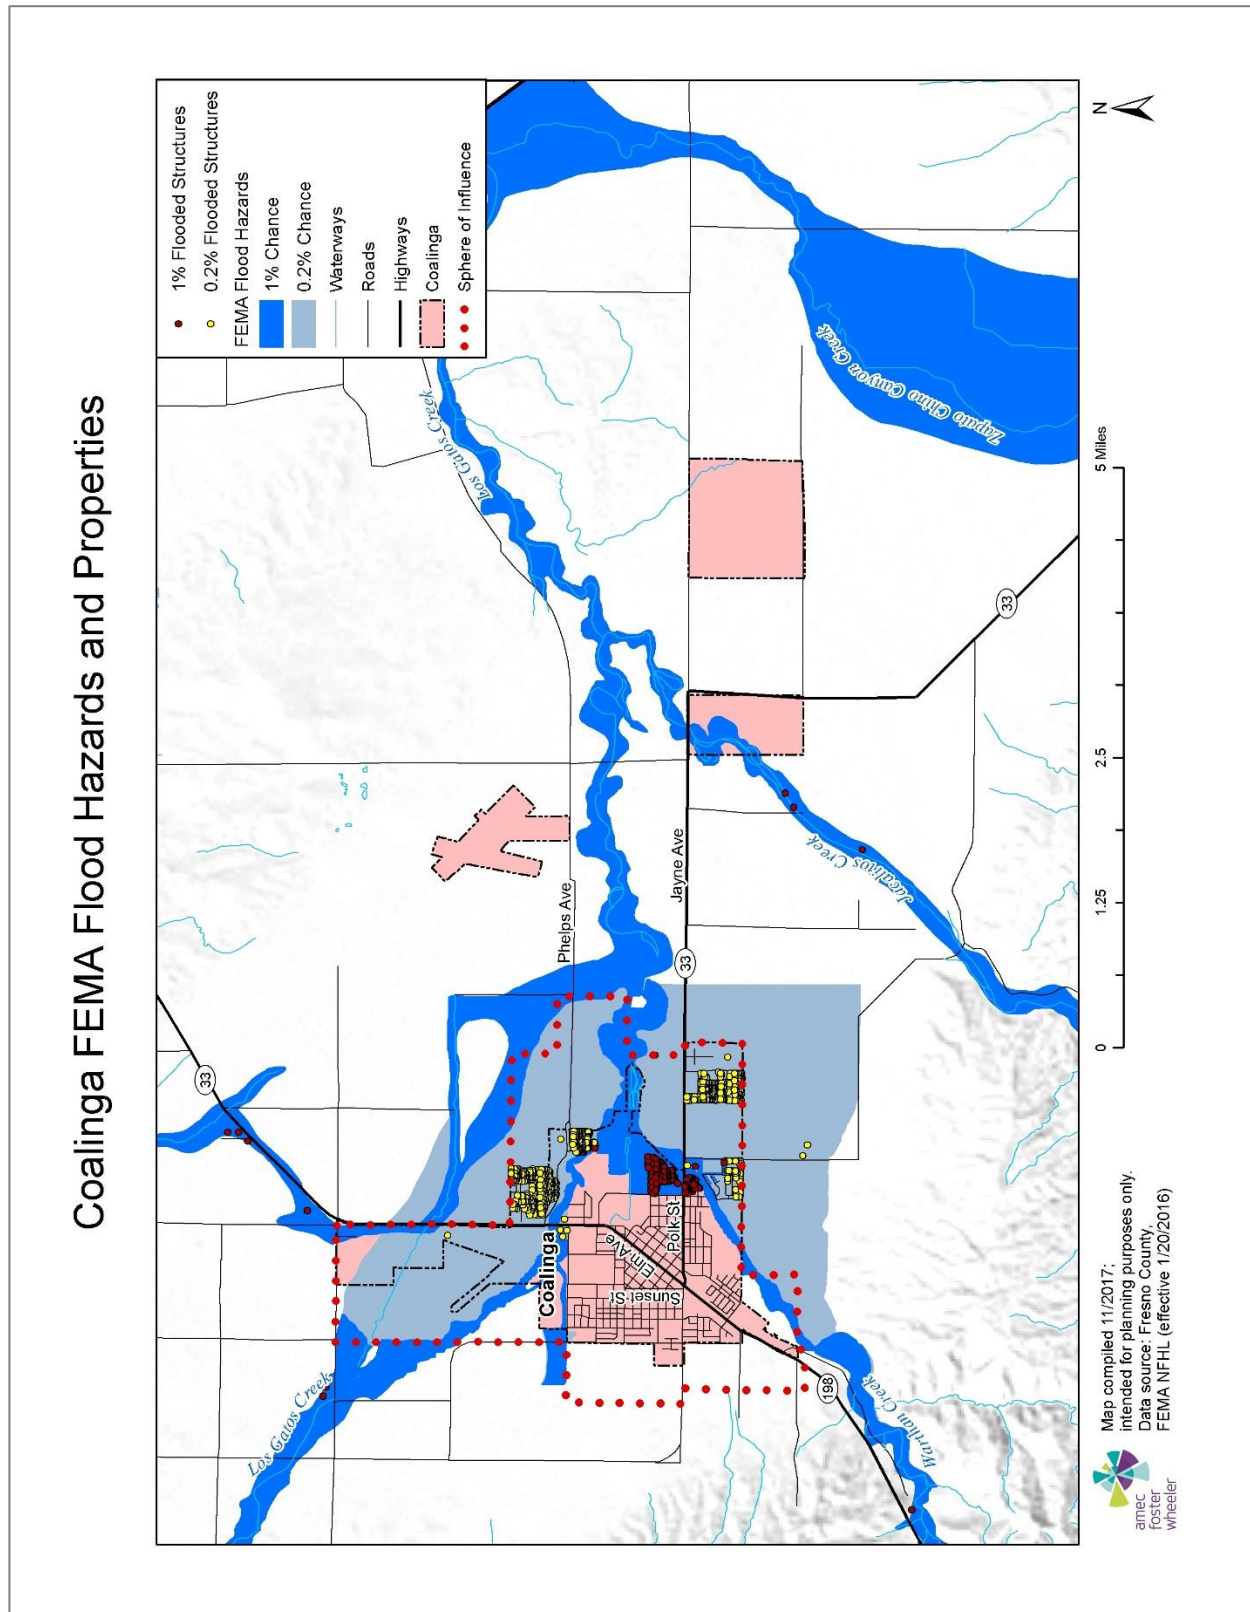 Coalinga FEMA Flood Hazards and Properties
1% Flooded Structures
0.2% Flooded Structures
FEMA Flood Hazards
1% Chance
0.2% Chance
Waterways
Roads
Highways
Coalinga
Sphere of Influence
33
Los Gatos Creek
Los Gatos Creek
Phelps Ave
Coalinga
Elm Ave
Sunset St
Polk St
33
Jayne Ave
Jacalitos Creek
33
Zapato Chino Canyon Creek
198
Warthan Creek
N
0
1.25
2.5
5 Miles
amec
foster
wheeler
Map compiled 11/2017;
intended for planning purposes only.
Data source: Fresno County,
FEMA NFHL (effective 1/20/2016)